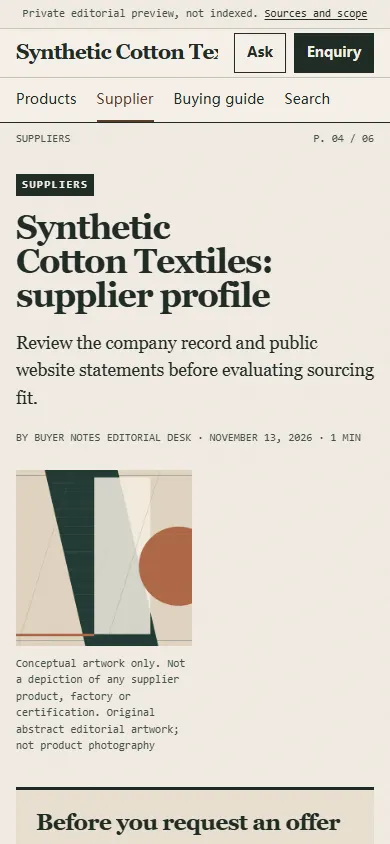 Private editorial preview, not indexed. Sources and scope
Synthetic Cotton Te
Ask
Enquiry
Products
Supplier
Buying guide
Search
SUPPLIERS
P. 04 / 06
SUPPLIERS
Synthetic
Cotton Textiles:
supplier profile
Review the company record and public
website statements before evaluating sourcing
fit.
BY BUYER NOTES EDITORIAL DESK · NOVEMBER 13, 2026 · 1 MIN
Conceptual artwork only. Not
a depiction of any supplier
product, factory or
certification. Original
abstract editorial artwork;
not product photography
Before you request an offer